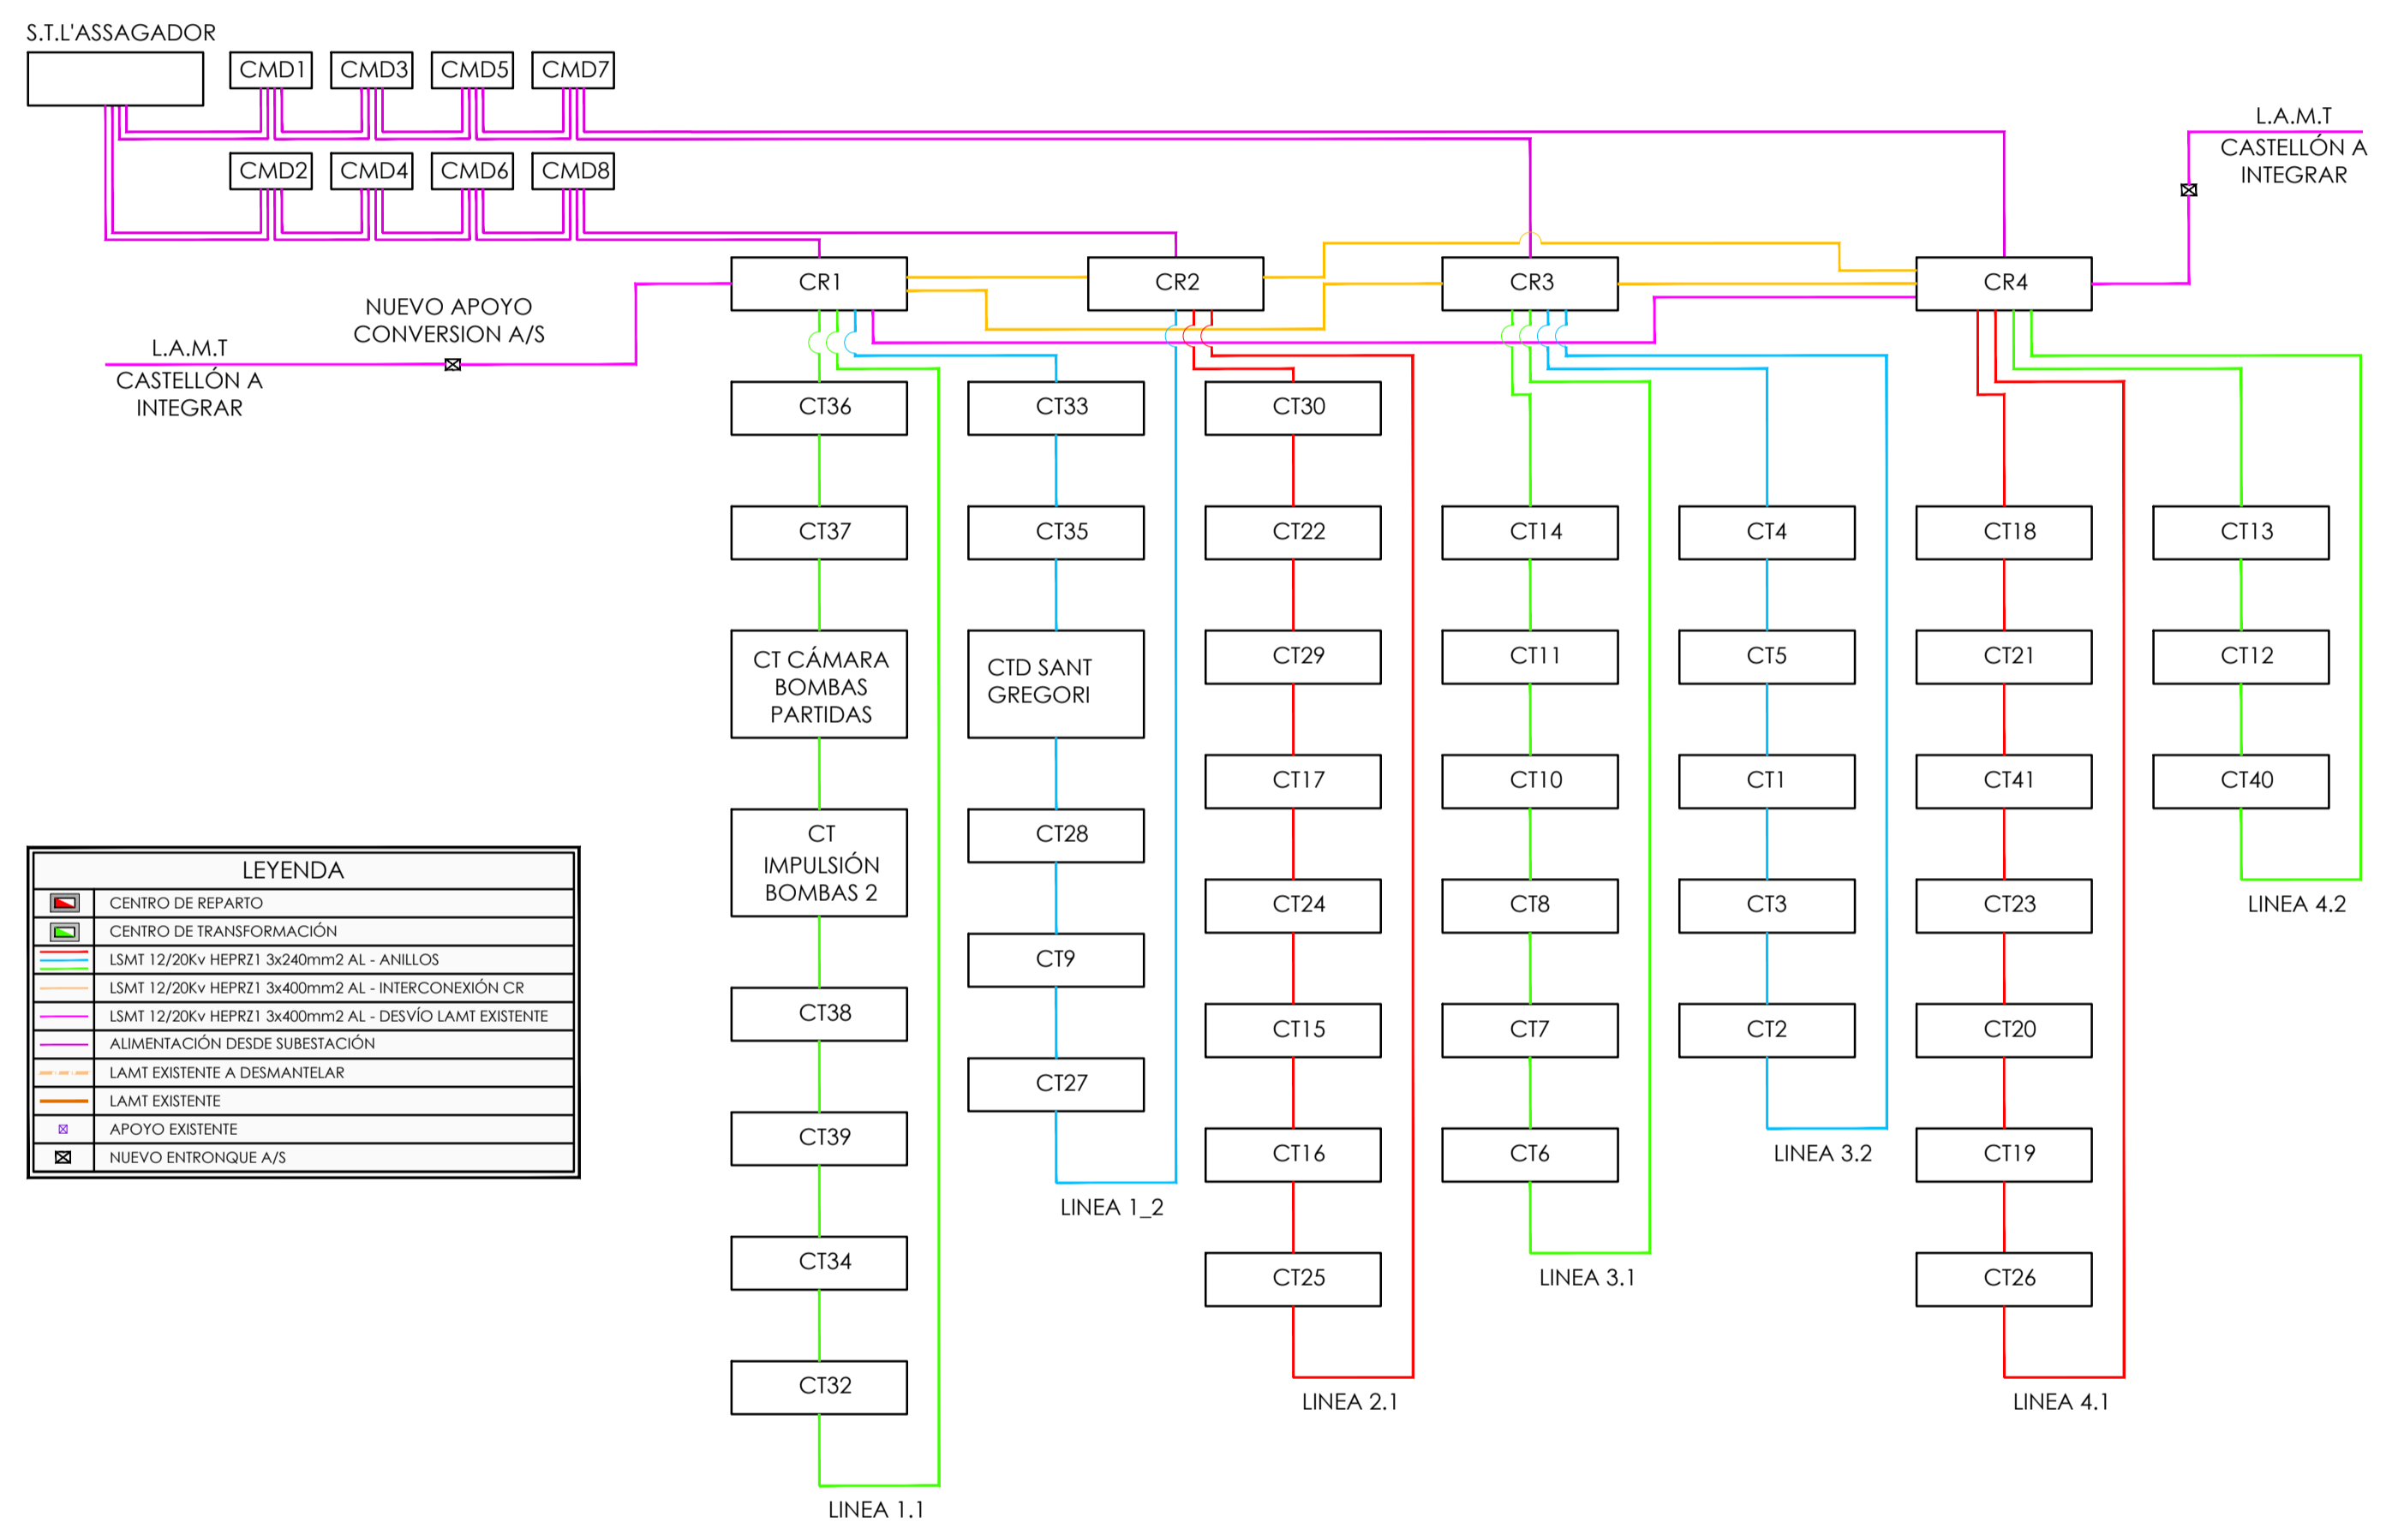 S.T.L'ASSAGADOR
CMD1
CMD3
CMD5
CMD7
CMD2
CMD4
CMD6
CMD8
L.A.M.T
CASTELLÓN A
INTEGRAR
CR1
CR2
CR3
CR4
NUEVO APOYO
CONVERSION A/S
L.A.M.T
CASTELLÓN A
INTEGRAR
CT36
CT37
CT CÁMARA
BOMBAS
PARTIDAS
CT
IMPULSIÓN
BOMBAS 2
CT38
CT39
CT34
CT32
LINEA 1.1
CT33
CT35
CTD SANT
GREGORI
CT28
CT9
CT27
LINEA 1_2
CT30
CT22
CT29
CT17
CT24
CT15
CT16
CT25
LINEA 2.1
CT14
CT11
CT10
CT8
CT7
CT6
LINEA 3.1
CT4
CT5
CT1
CT3
CT2
LINEA 3.2
CT18
CT21
CT41
CT23
CT20
CT19
CT26
LINEA 4.1
CT13
CT12
CT40
LINEA 4.2
LEYENDA
CENTRO DE REPARTO
CENTRO DE TRANSFORMACIÓN
LSMT 12/20Kv HEPRZ1 3x240mm2 AL - ANILLOS
LSMT 12/20Kv HEPRZ1 3x400mm2 AL - INTERCONEXIÓN CR
LSMT 12/20Kv HEPRZ1 3x400mm2 AL - DESVÍO LAMT EXISTENTE
ALIMENTACIÓN DESDE SUBESTACIÓN
LAMT EXISTENTE A DESMANTELAR
LAMT EXISTENTE
APOYO EXISTENTE
NUEVO ENTRONQUE A/S